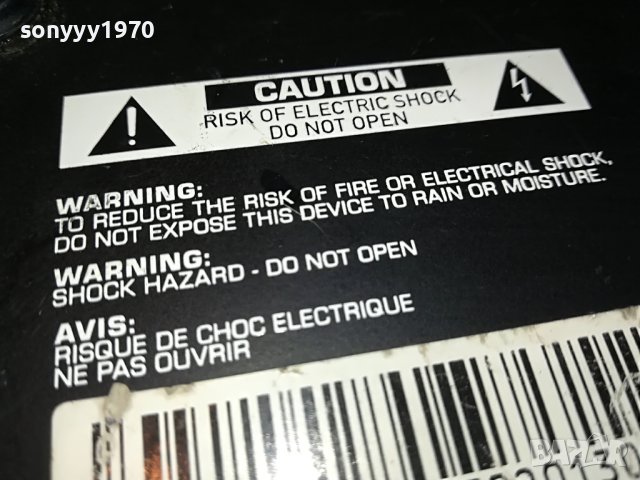 sonyyy1970
CAUTION
RISK OF ELECTRIC SHOCK
DO NOT OPEN
WARNING:
TO REDUCE THE RISK OF FIRE OR ELECTRICAL SHOCK,
DO NOT EXPOSE THIS DEVICE TO RAIN OR MOISTURE.
WARNING:
SHOCK HAZARD - DO NOT OPEN
AVIS:
RISQUE DE CHOC ELECTRIQUE
NE PAS OUVRIR
BAZAR